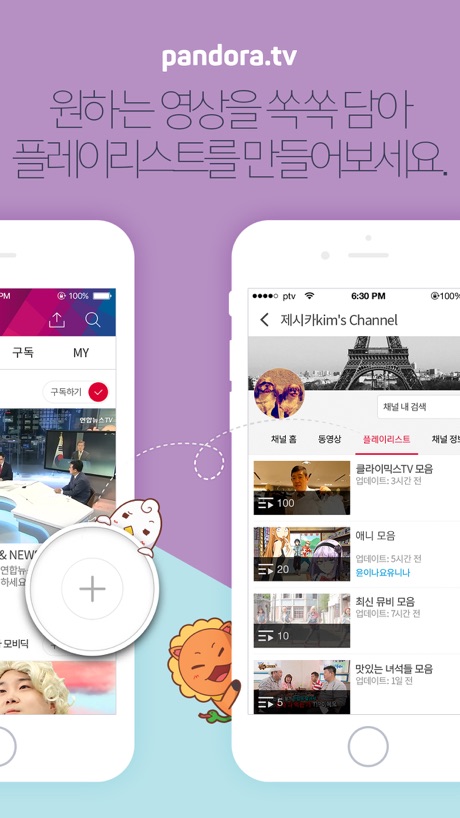 pandora.tv
원하는 영상을 쏙쏙 담아
플레이리스트를 만들어보세요.
PM
100%
구독
MY
구독하기
연합뉴스TV
& NEWS
연합뉴
하세요
모비딕
ptv
6:30 PM
100%
제시카kim's Channel
채널 내 검색
채널 홈
동영상
플레이리스트
채널 정보
클라이믹스TV 모음
업데이트: 3시간 전
100
애니 모음
업데이트: 5시간 전
윤이나요유니나
20
최신 뮤비 모음
업데이트: 7시간 전
10
맛있는 녀석들 모음
업데이트: 1일 전
5